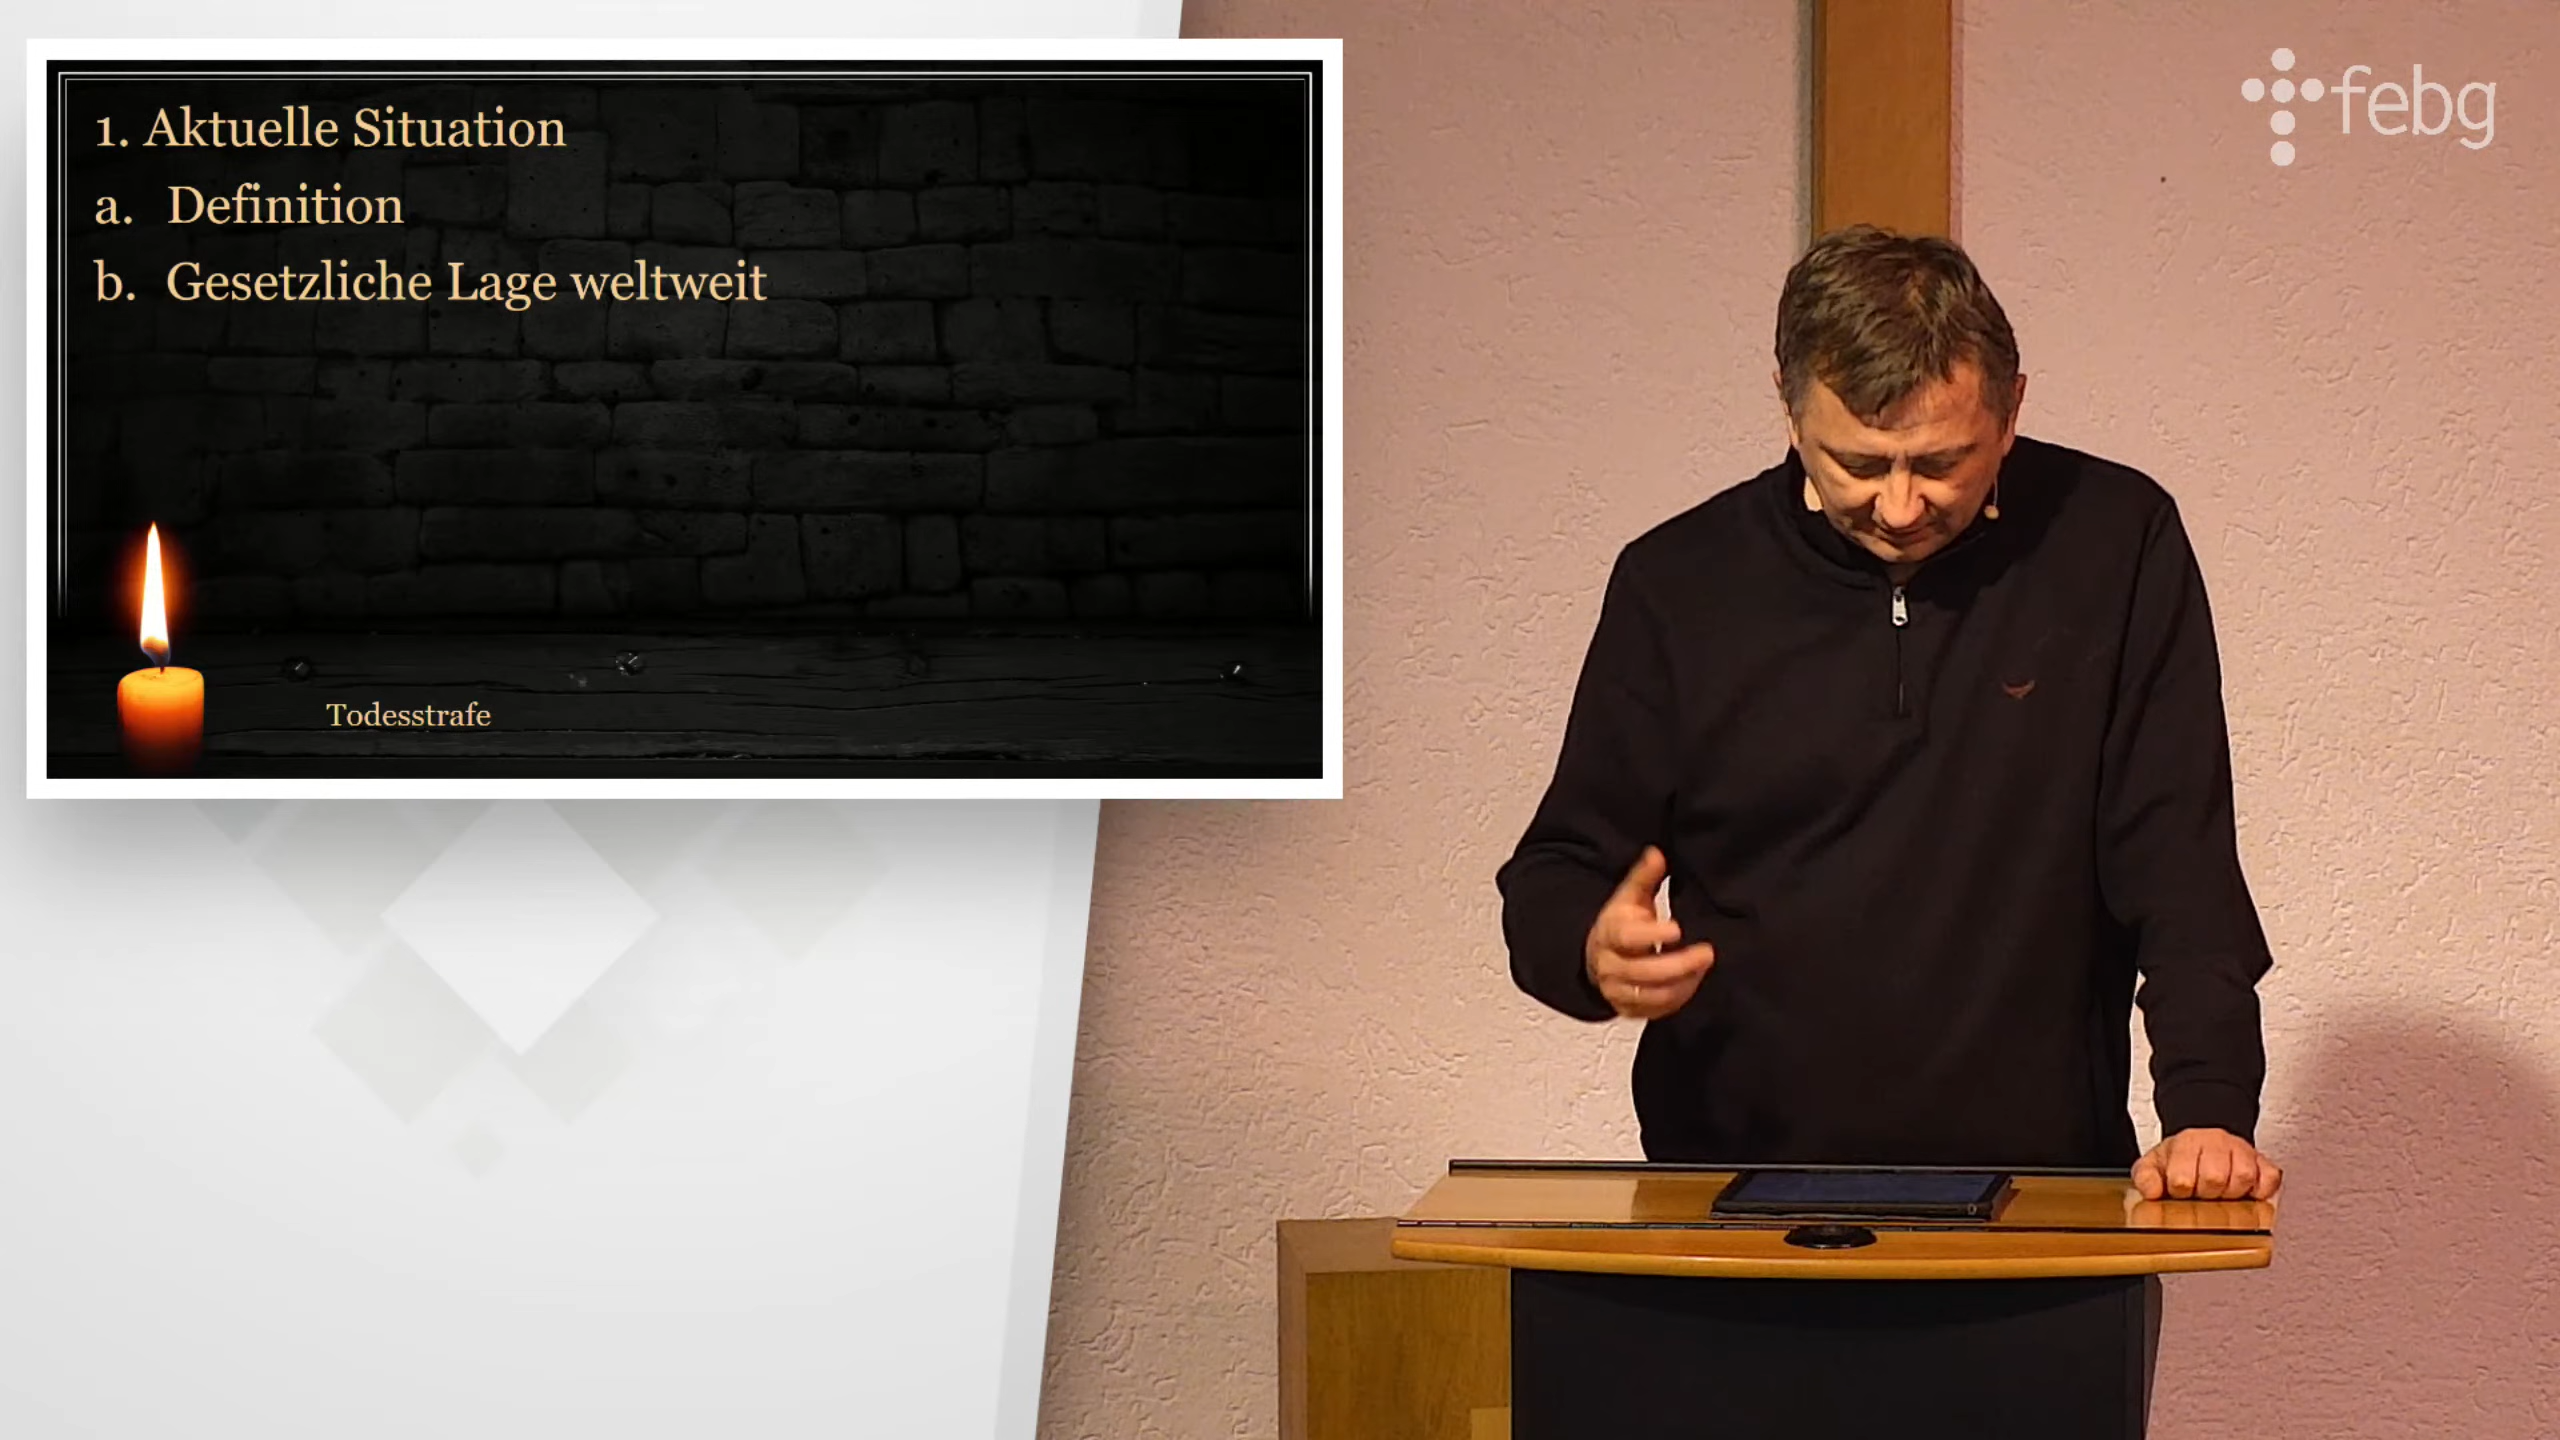 1. Aktuelle Situation
a. Definition
b. Gesetzliche Lage weltweit
Todesstrafe
febg